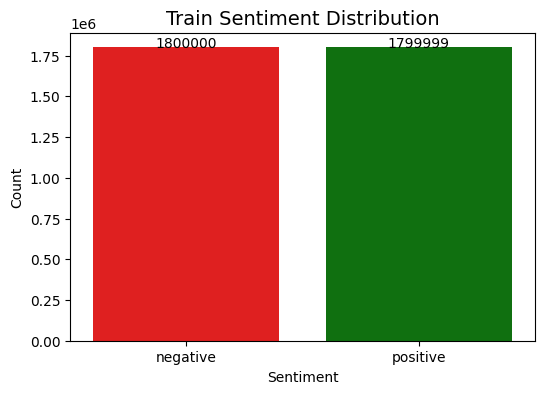 Train Sentiment Distribution
1e6
1800000
1799999
1.75
1.50
1.25
1.00
0.75
0.50
0.25
0.00
Count
negative
positive
Sentiment